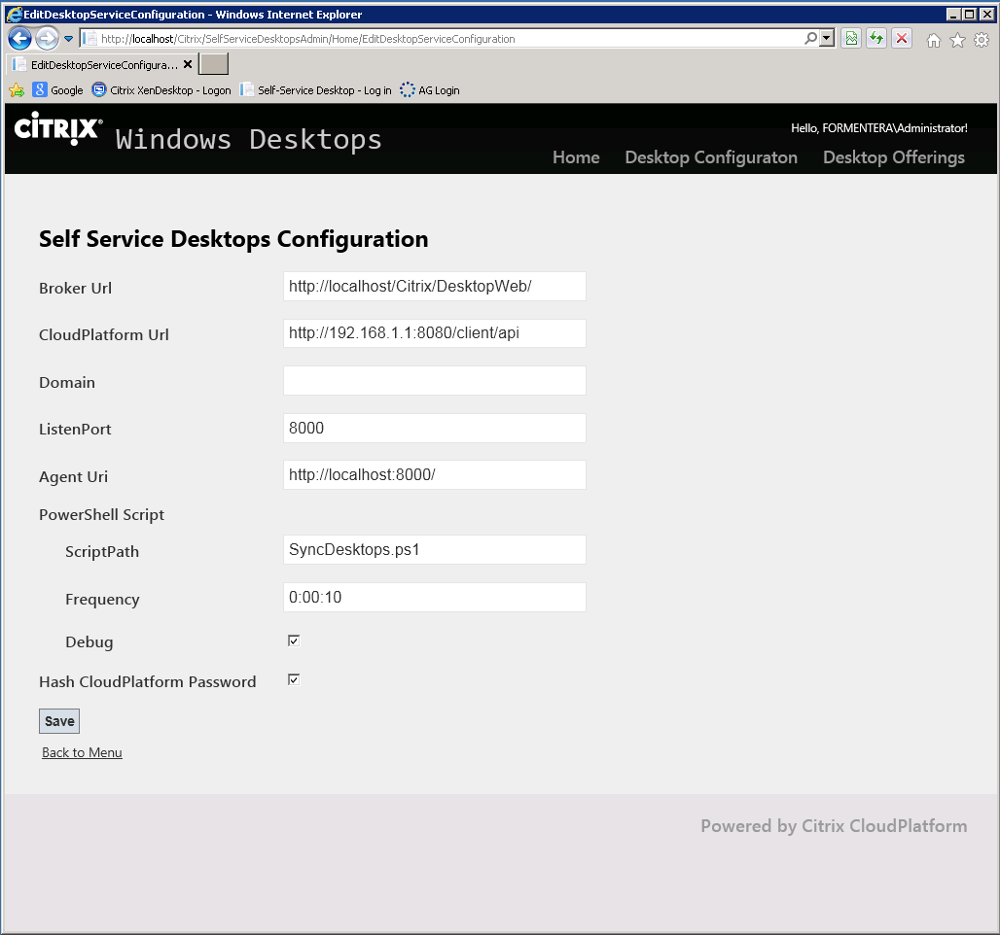 EditDesktopServiceConfiguration - Windows Internet Explorer
http://localhost/Citrix/SelfServiceDesktopsAdmin/Home/EditDesktopServiceConfiguration
EditDesktopServiceConfigura...
Google Citrix XenDesktop - Logon Self-Service Desktop - Log in AG Login
CITRIX Windows Desktops
Hello, FORMENTERA\Administrator!
Home Desktop Configuraton Desktop Offerings
Self Service Desktops Configuration
Broker Url http://localhost/Citrix/DesktopWeb/
CloudPlatform Url http://192.168.1.1:8080/client/api
Domain
ListenPort 8000
Agent Uri http://localhost:8000/
PowerShell Script
ScriptPath SyncDesktops.ps1
Frequency 0:00:10
Debug
Hash CloudPlatform Password
Save
Back to Menu
Powered by Citrix CloudPlatform